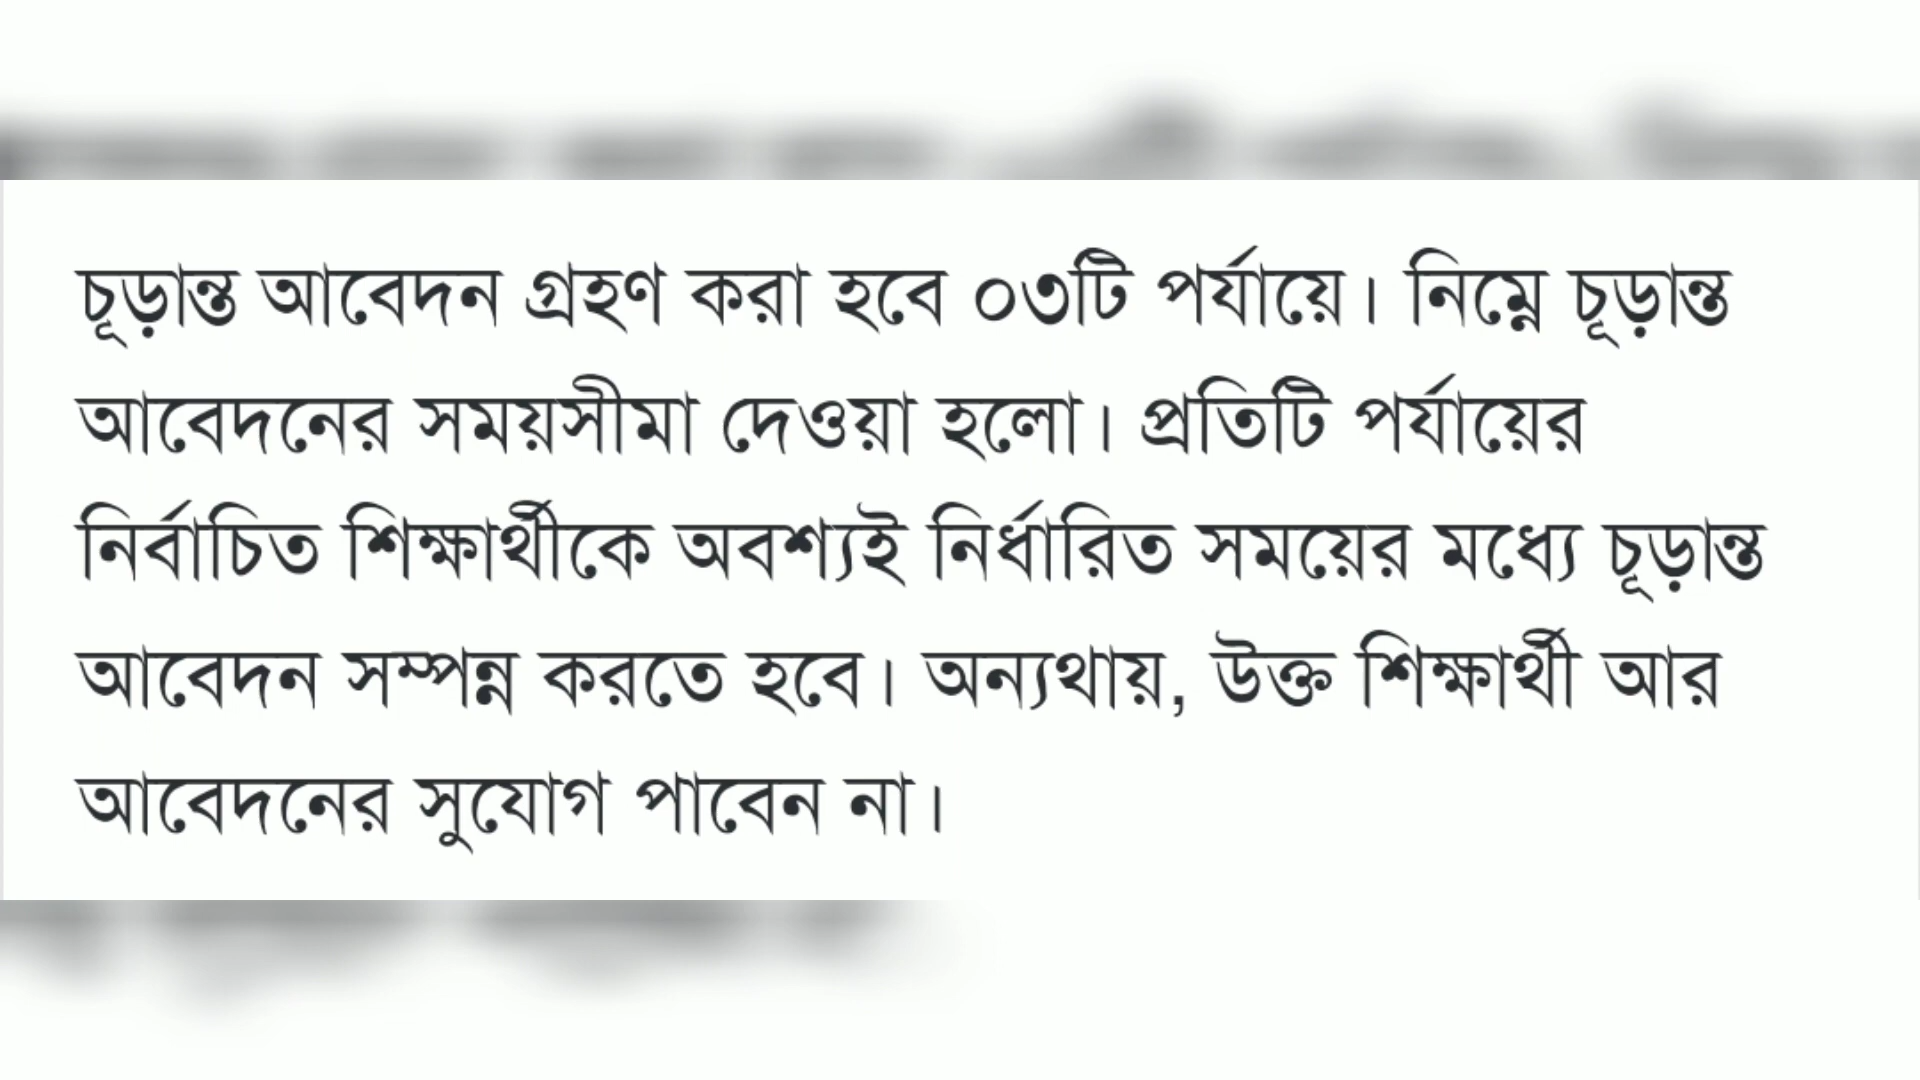 চূড়ান্ত আবেদন গ্রহণ করা হবে ০৩টি পর্যায়ে। নিম্নে চূড়ান্ত
আবেদনের সময়সীমা দেওয়া হলো। প্রতিটি পর্যায়ের
নির্বাচিত শিক্ষার্থীকে অবশ্যই নির্ধারিত সময়ের মধ্যে চূড়ান্ত
আবেদন সম্পন্ন করতে হবে। অন্যথায়, উক্ত শিক্ষার্থী আর
আবেদনের সুযোগ পাবেন না।